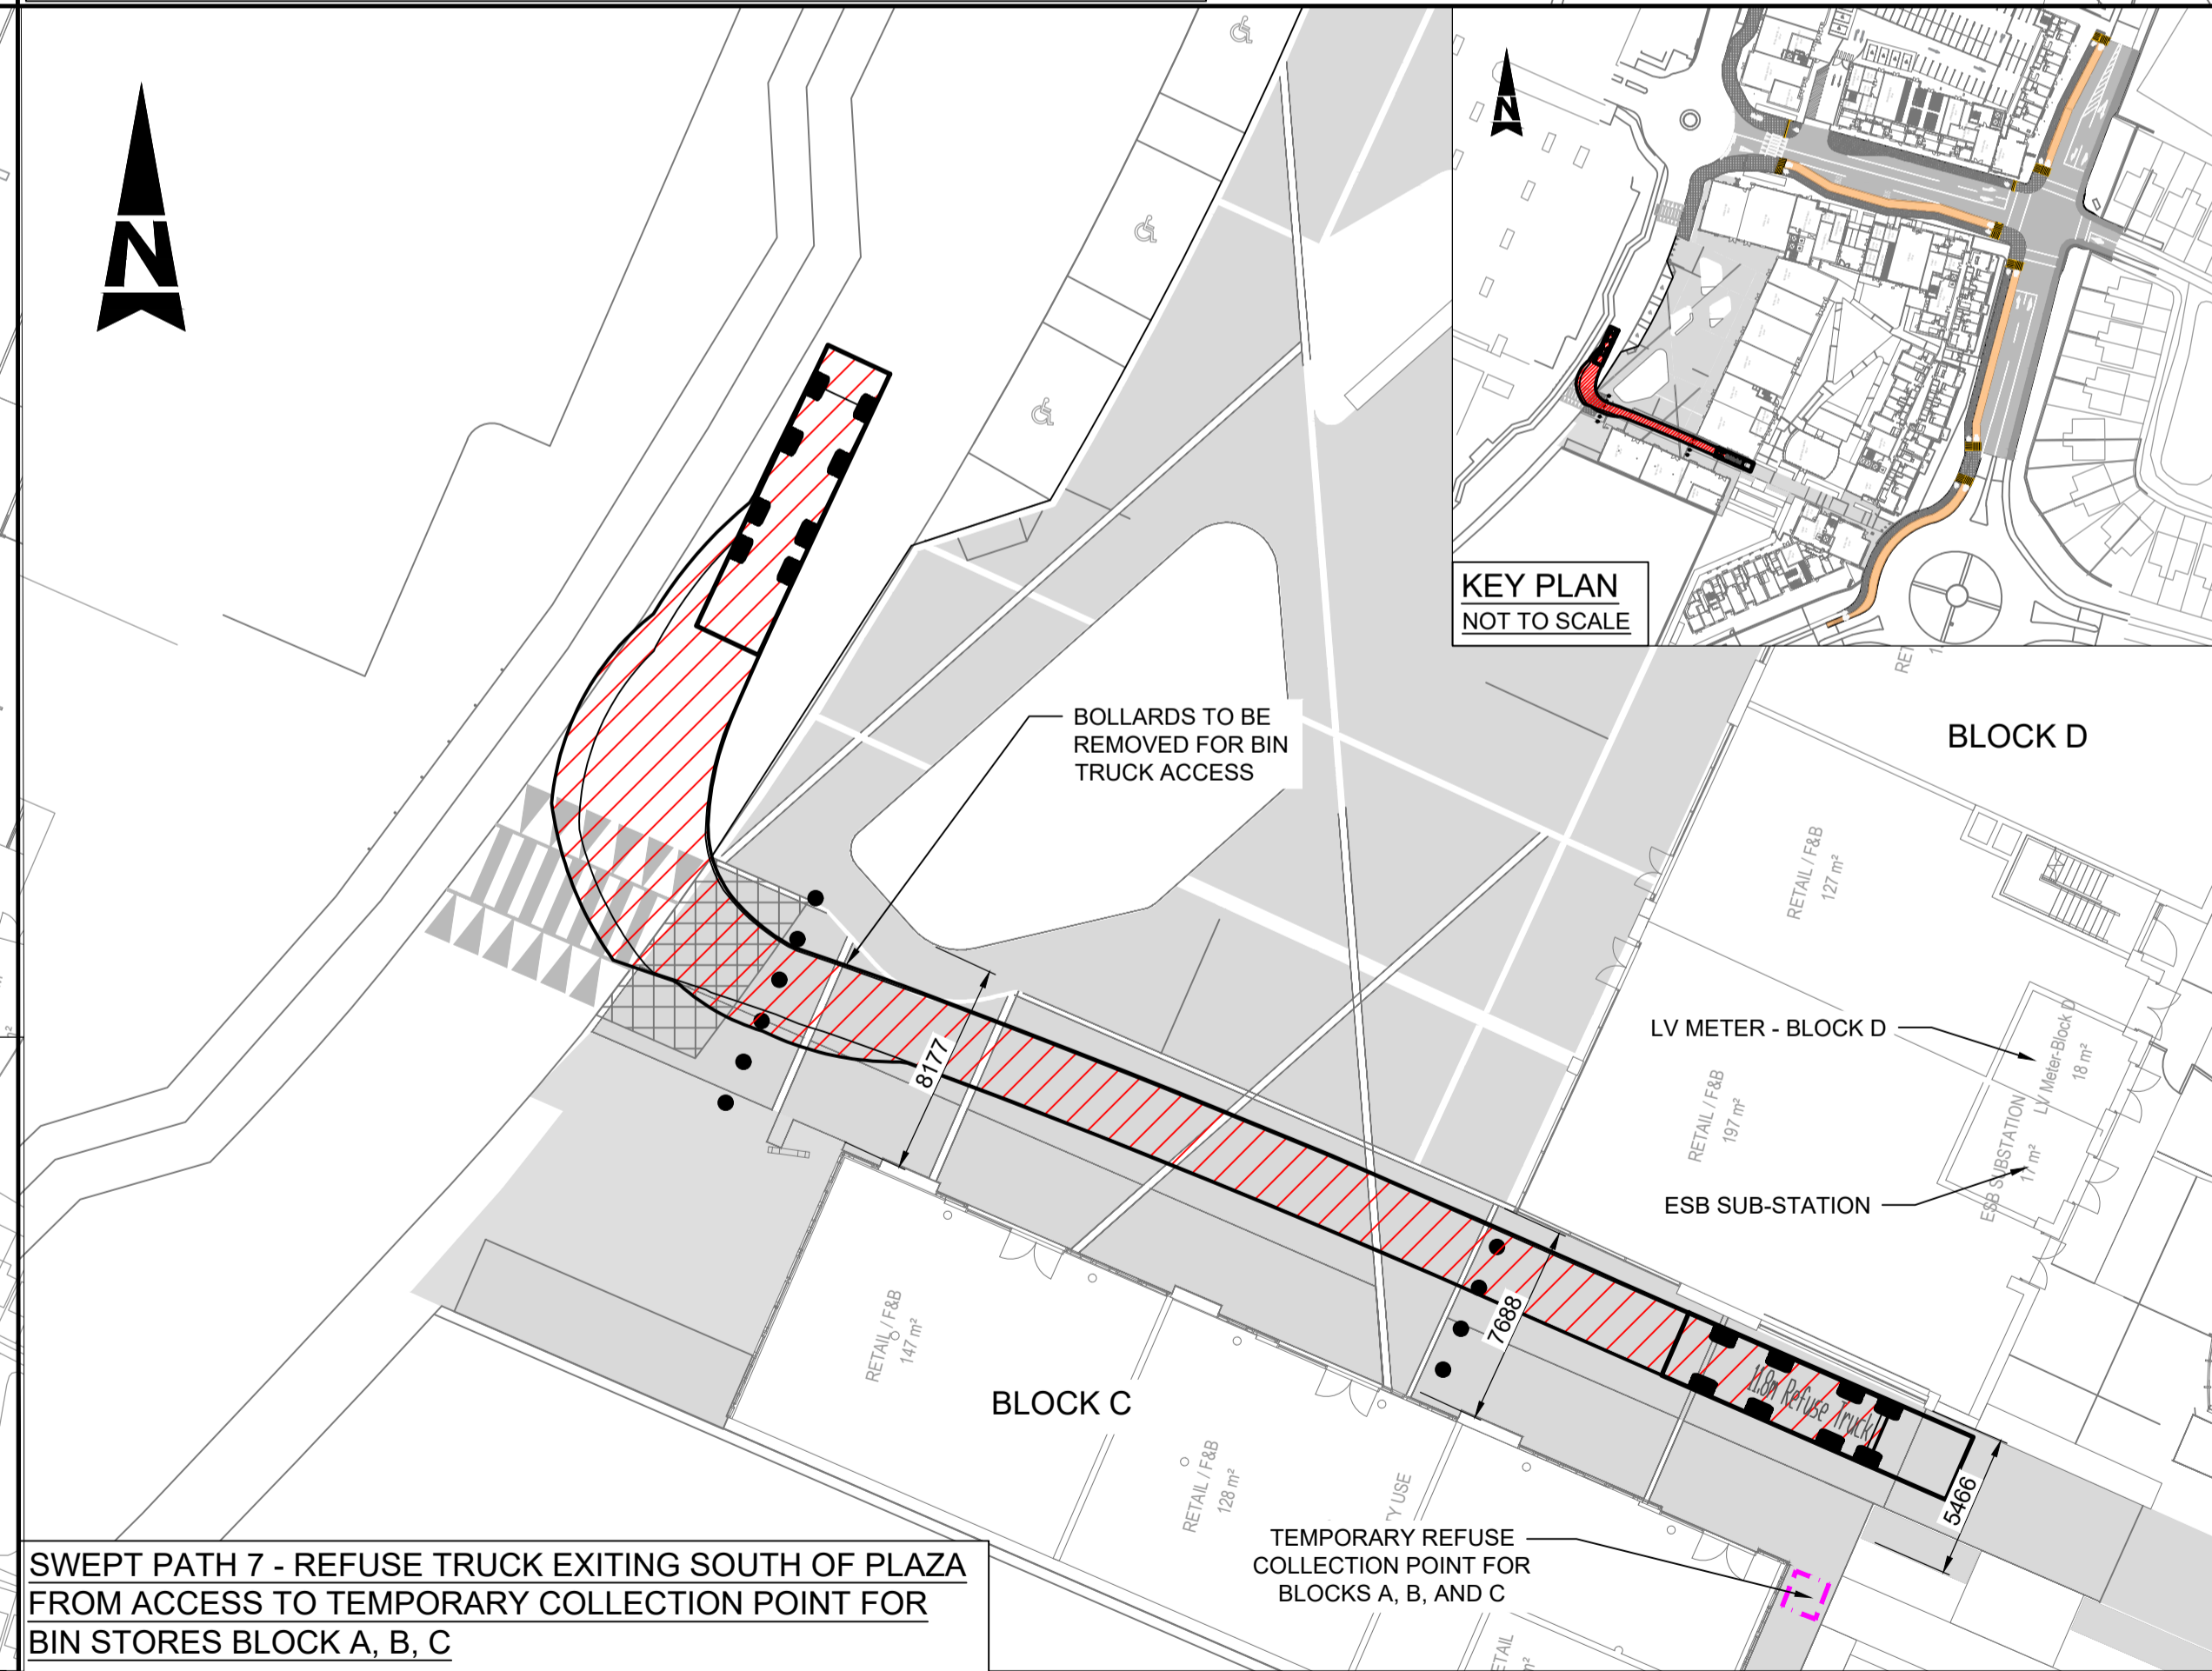 N
N
KEY PLAN
NOT TO SCALE
BLOCK D
BOLLARDS TO BE
REMOVED FOR BIN
TRUCK ACCESS
RETAIL / F&B
127 m²
LV METER - BLOCK D
LV Meter-Block D
18 m²
RETAIL / F&B
197 m²
ESB SUBSTATION
17 m²
ESB SUB-STATION
8177
7688
5466
11.8m Refuse Truck
RETAIL / F&B
147 m²
BLOCK C
RETAIL / F&B
128 m²
Y USE
TEMPORARY REFUSE
COLLECTION POINT FOR
BLOCKS A, B, AND C
ETAIL
m²
RET
SWEPT PATH 7 - REFUSE TRUCK EXITING SOUTH OF PLAZA
FROM ACCESS TO TEMPORARY COLLECTION POINT FOR
BIN STORES BLOCK A, B, C